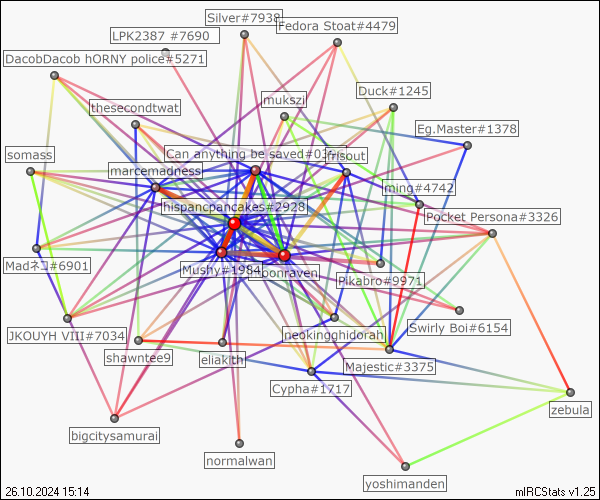 Silver#7938
Fedora Stoat#4479
LPK2387 #7690
DacobDacob hORNY police#5271
Duck#1245
mukszi
thesecondtwat
Eg.Master#1378
somass
Can anything be saved#03
frisout
marcemadness
ming#4742
hispancpancakes#2928
Pocket Persona#3326
Madネコ#6901
Mushy#1984
moonraven
Pikabro#9971
Swirly Boi#6154
JKOUYH VIII#7034
neokingghidorah
shawntee9
eliakith
Majestic#3375
Cypha#1717
zebula
bigcitysamurai
normalwan
yoshimanden
26.10.2024 15:14
mIRCStats v1.25